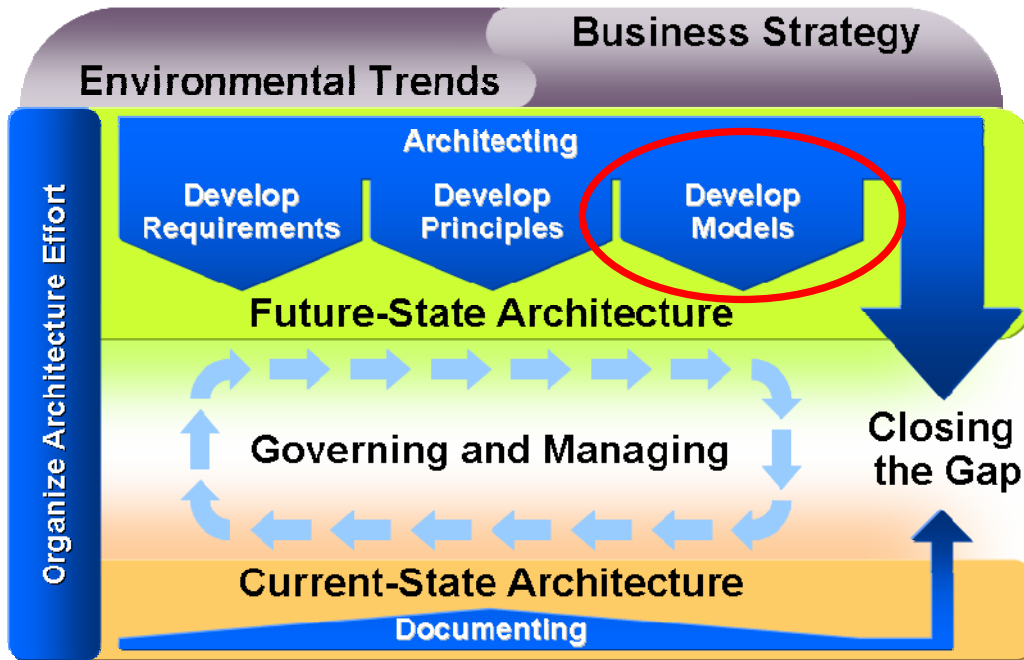 Business Strategy
Environmental Trends
Organize Architecture Effort
Architecting
Develop
Requirements
Develop
Principles
Develop
Models
Future-State Architecture
Governing and Managing
Closing
the Gap
Current-State Architecture
Documenting